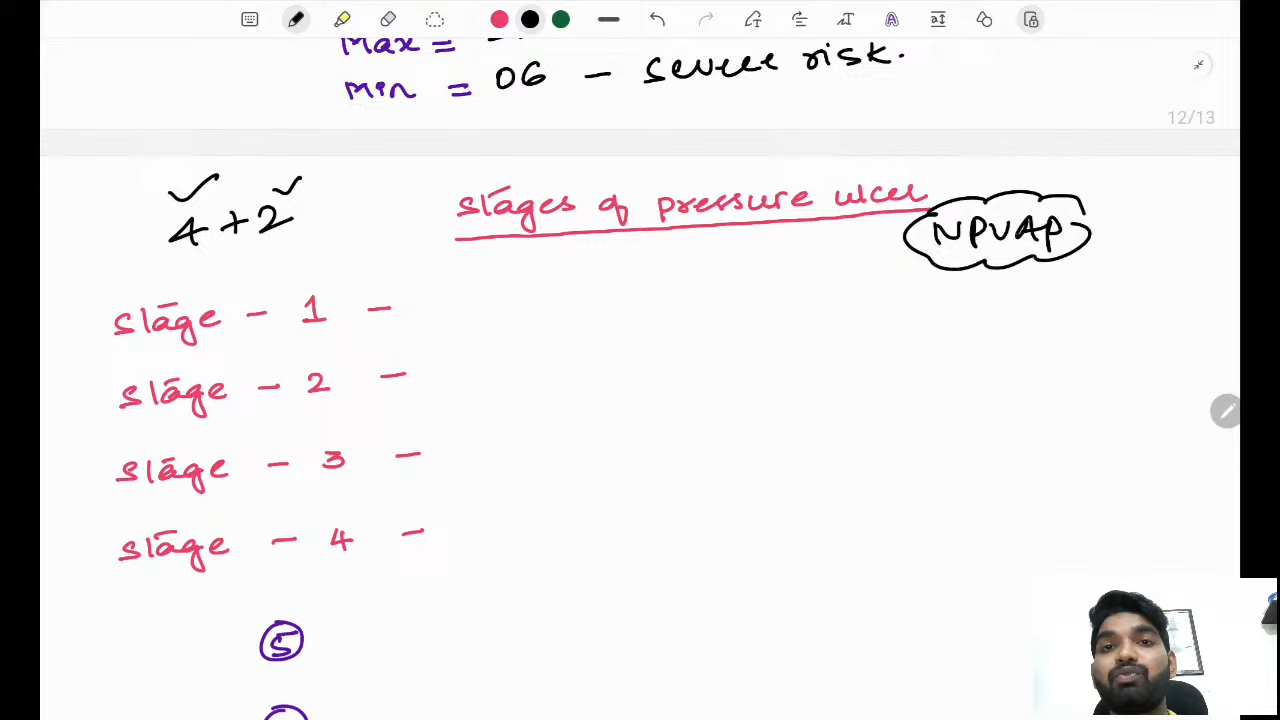 Max =
Min = 06 - severe risk.
12/13
4+2
stages of pressure ulcer
NPUAP
stage - 1 -
stage - 2 -
stage - 3 -
stage - 4 -
5